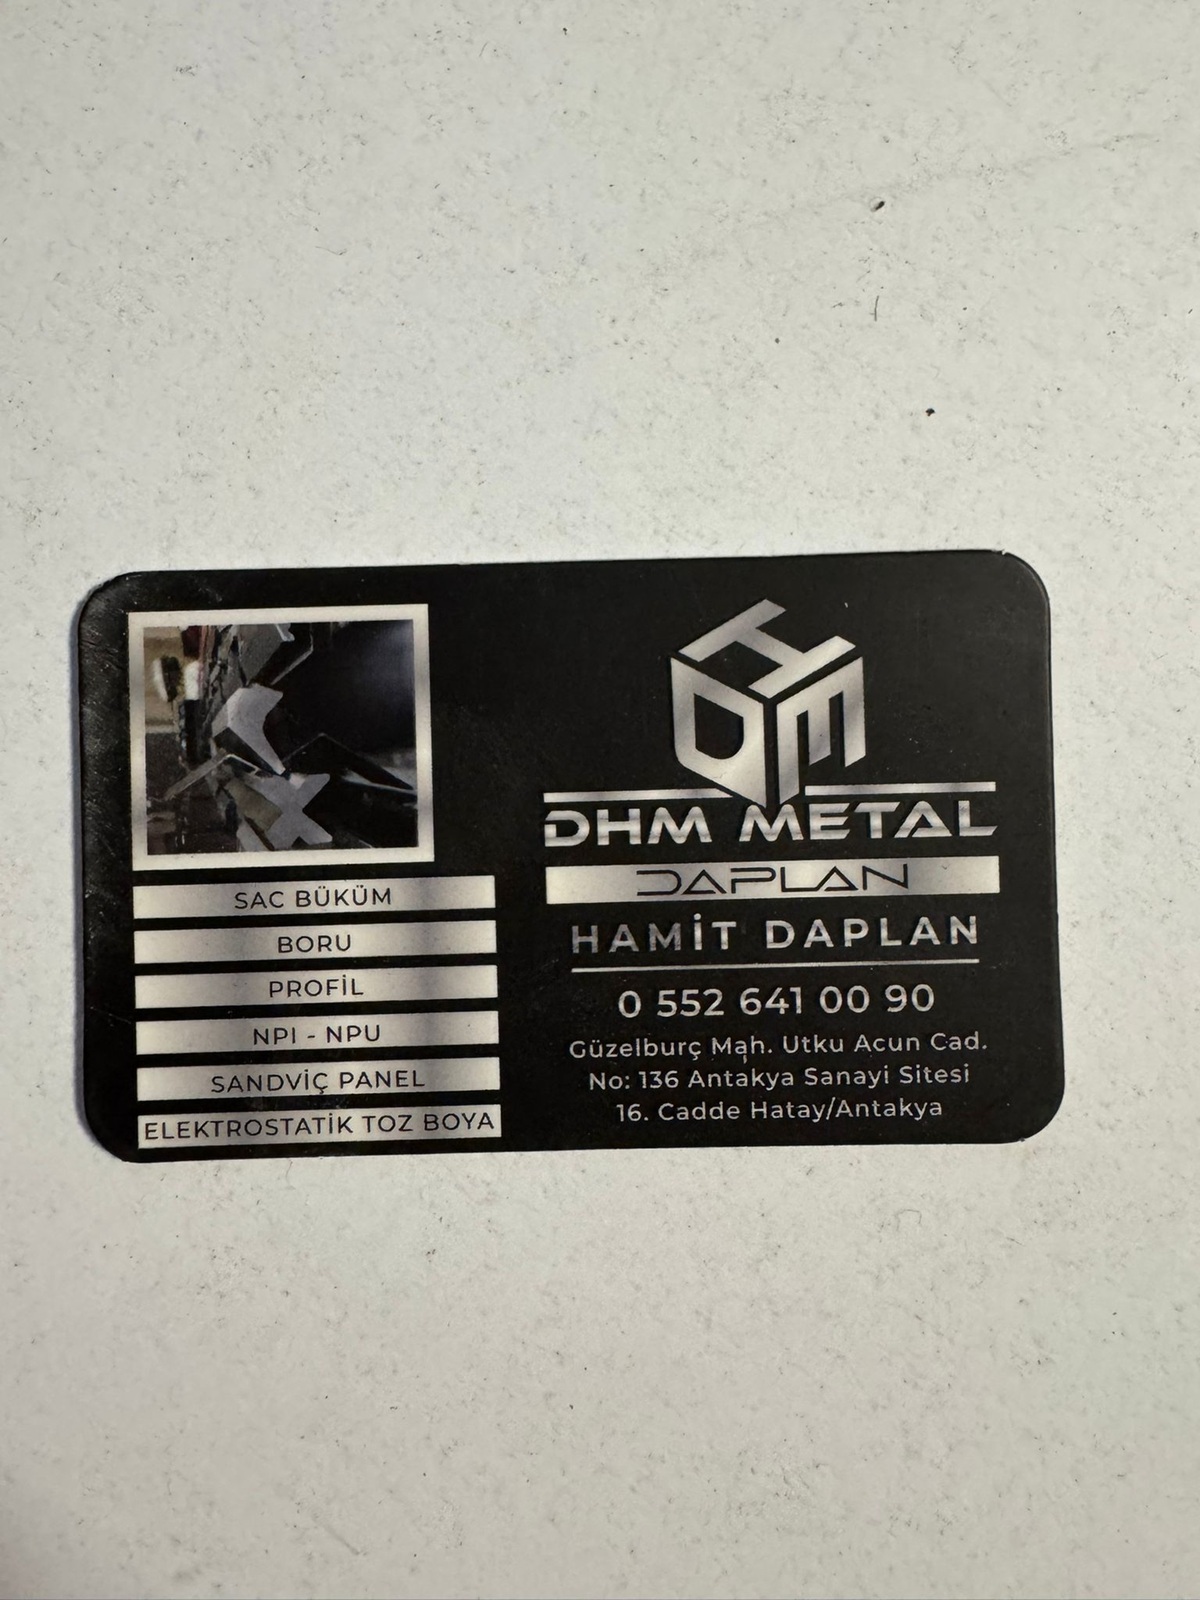 SAC BÜKÜM
BORU
PROFİL
NPI - NPU
SANDVİÇ PANEL
ELEKTROSTATİK TOZ BOYA
DHM
DHM METAL
DAPLAN
HAMİT DAPLAN
0 552 641 00 90
Güzelburç Mah. Utku Acun Cad.
No: 136 Antakya Sanayi Sitesi
16. Cadde Hatay/Antakya